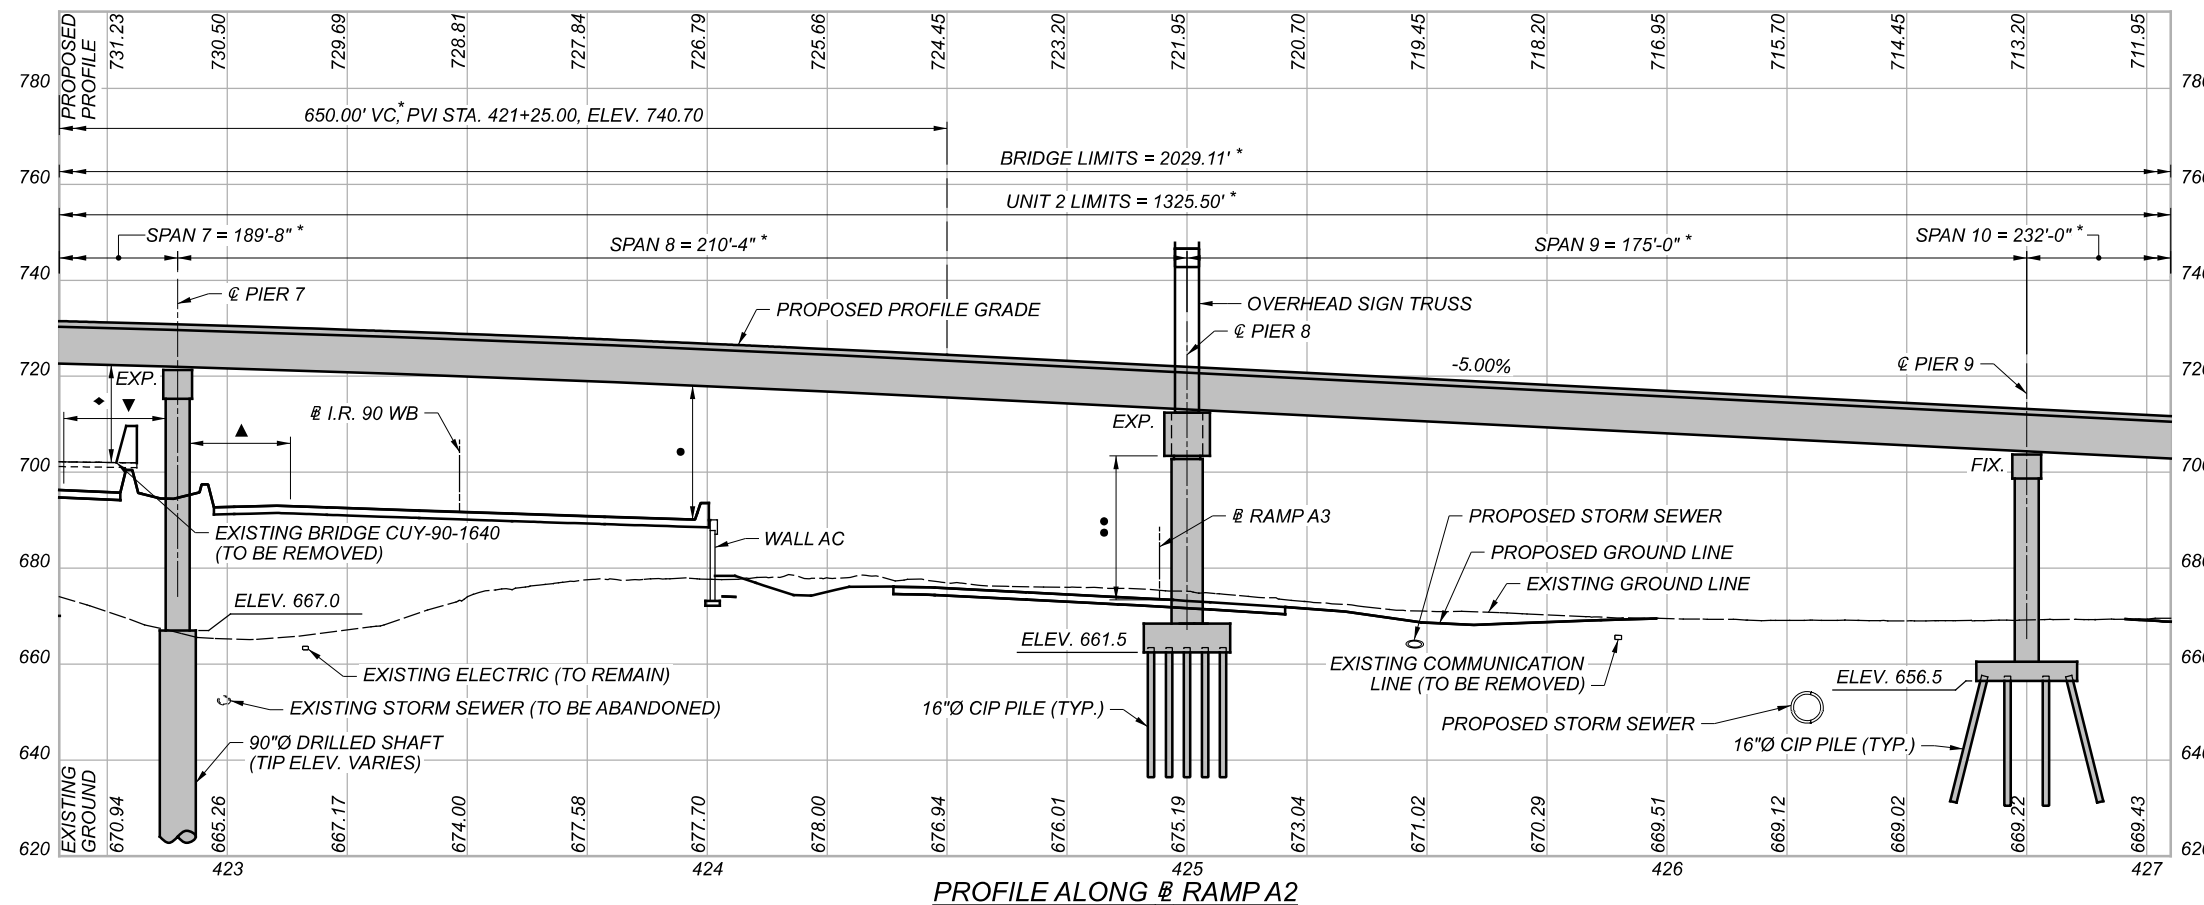 PROPOSED
PROFILE
731.23
730.50
729.69
728.81
727.84
726.79
725.66
724.45
723.20
721.95
720.70
719.45
718.20
716.95
715.70
714.45
713.20
711.95
780
650.00' VC,* PVI STA. 421+25.00, ELEV. 740.70
BRIDGE LIMITS = 2029.11' *
760
UNIT 2 LIMITS = 1325.50' *
SPAN 7 = 189'-8" *
SPAN 8 = 210'-4" *
SPAN 9 = 175'-0" *
SPAN 10 = 232'-0" *
740
℄ PIER 7
PROPOSED PROFILE GRADE
OVERHEAD SIGN TRUSS
℄ PIER 8
720
EXP.
-5.00%
℄ PIER 9
720
B̶L I.R. 90 WB
EXP.
700
FIX.
EXISTING BRIDGE CUY-90-1640
(TO BE REMOVED)
WALL AC
B̶L RAMP A3
PROPOSED STORM SEWER
PROPOSED GROUND LINE
680
EXISTING GROUND LINE
ELEV. 667.0
ELEV. 661.5
660
EXISTING ELECTRIC (TO REMAIN)
EXISTING COMMUNICATION
LINE (TO BE REMOVED)
ELEV. 656.5
EXISTING STORM SEWER (TO BE ABANDONED)
16"Ø CIP PILE (TYP.)
PROPOSED STORM SEWER
90"Ø DRILLED SHAFT
(TIP ELEV. VARIES)
16"Ø CIP PILE (TYP.)
640
EXISTING
GROUND
670.94
665.26
667.17
674.00
677.58
677.70
678.00
676.94
676.01
675.19
673.04
671.02
670.29
669.51
669.12
669.02
669.22
669.43
620
423
424
425
426
427
PROFILE ALONG B̶L RAMP A2